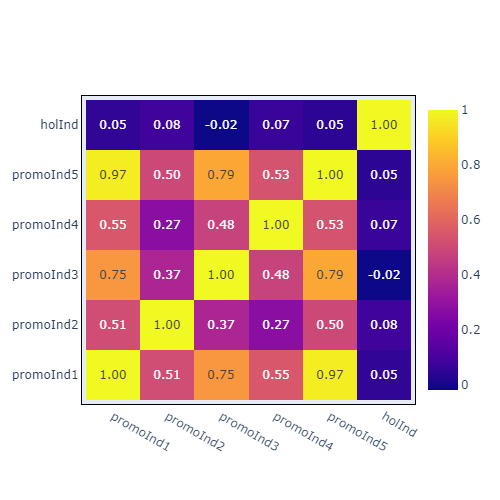 holInd 0.05 0.08 -0.02 0.07 0.05 1.00
promoInd5 0.97 0.50 0.79 0.53 1.00 0.05
promoInd4 0.55 0.27 0.48 1.00 0.53 0.07
promoInd3 0.75 0.37 1.00 0.48 0.79 -0.02
promoInd2 0.51 1.00 0.37 0.27 0.50 0.08
promoInd1 1.00 0.51 0.75 0.55 0.97 0.05
promoInd1 promoInd2 promoInd3 promoInd4 promoInd5 holInd
1
0.8
0.6
0.4
0.2
0